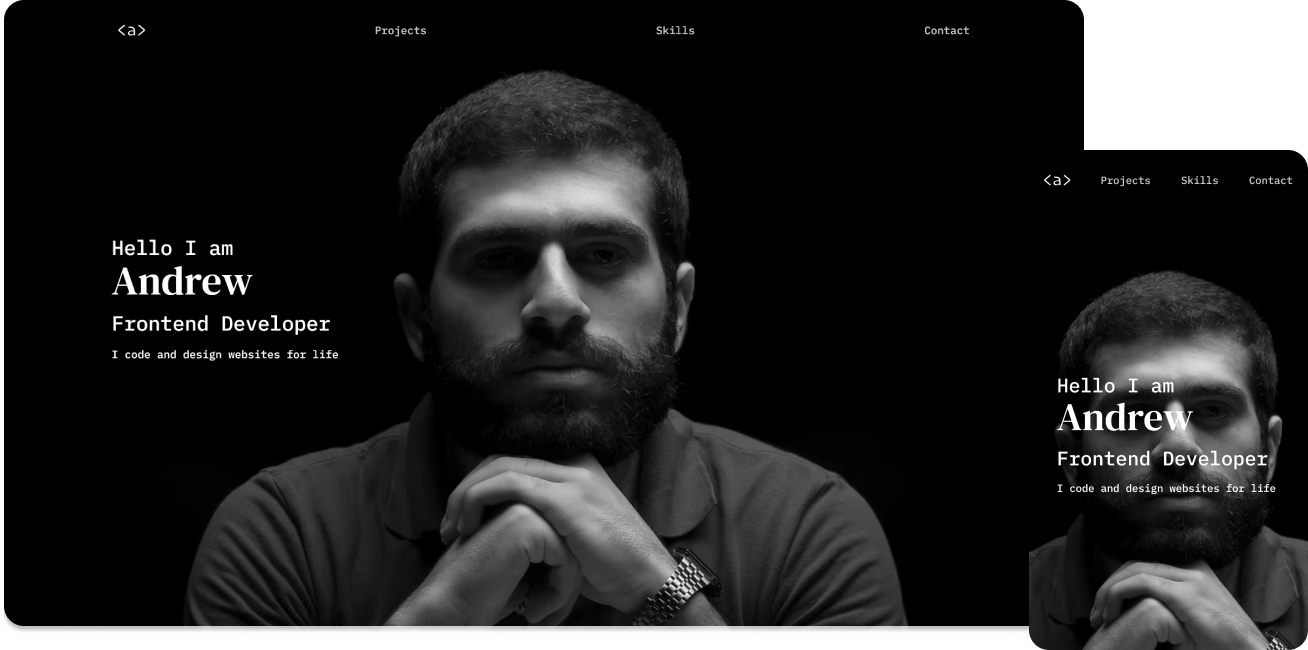 <a>
Projects
Skills
Contact
Hello I am
Andrew
Frontend Developer
I code and design websites for life
<a>
Projects
Skills
Contact
Hello I am
Andrew
Frontend Developer
I code and design websites for life